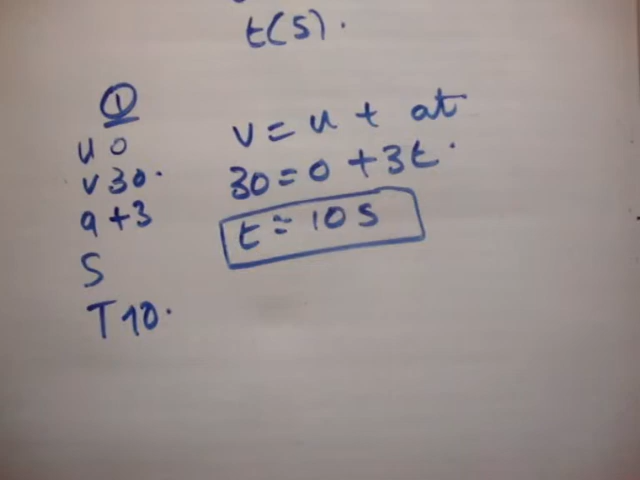 t(s).
①
u 0
v 30.
a +3
S
T 10.
v = u + at
30 = 0 + 3t.
t = 10 s